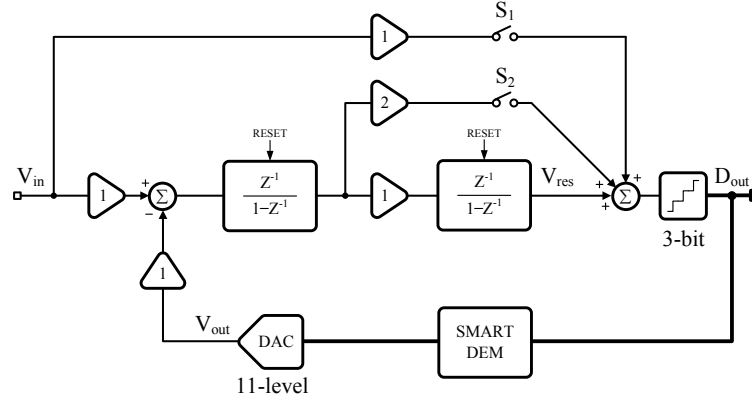 S1
1
S2
2
RESET
RESET
Vin
1
+
Σ
−
Z-1
1−Z-1
1
Z-1
1−Z-1
Vres
+
+
+
Σ
Dout
3-bit
1
Vout
DAC
11-level
SMART
DEM